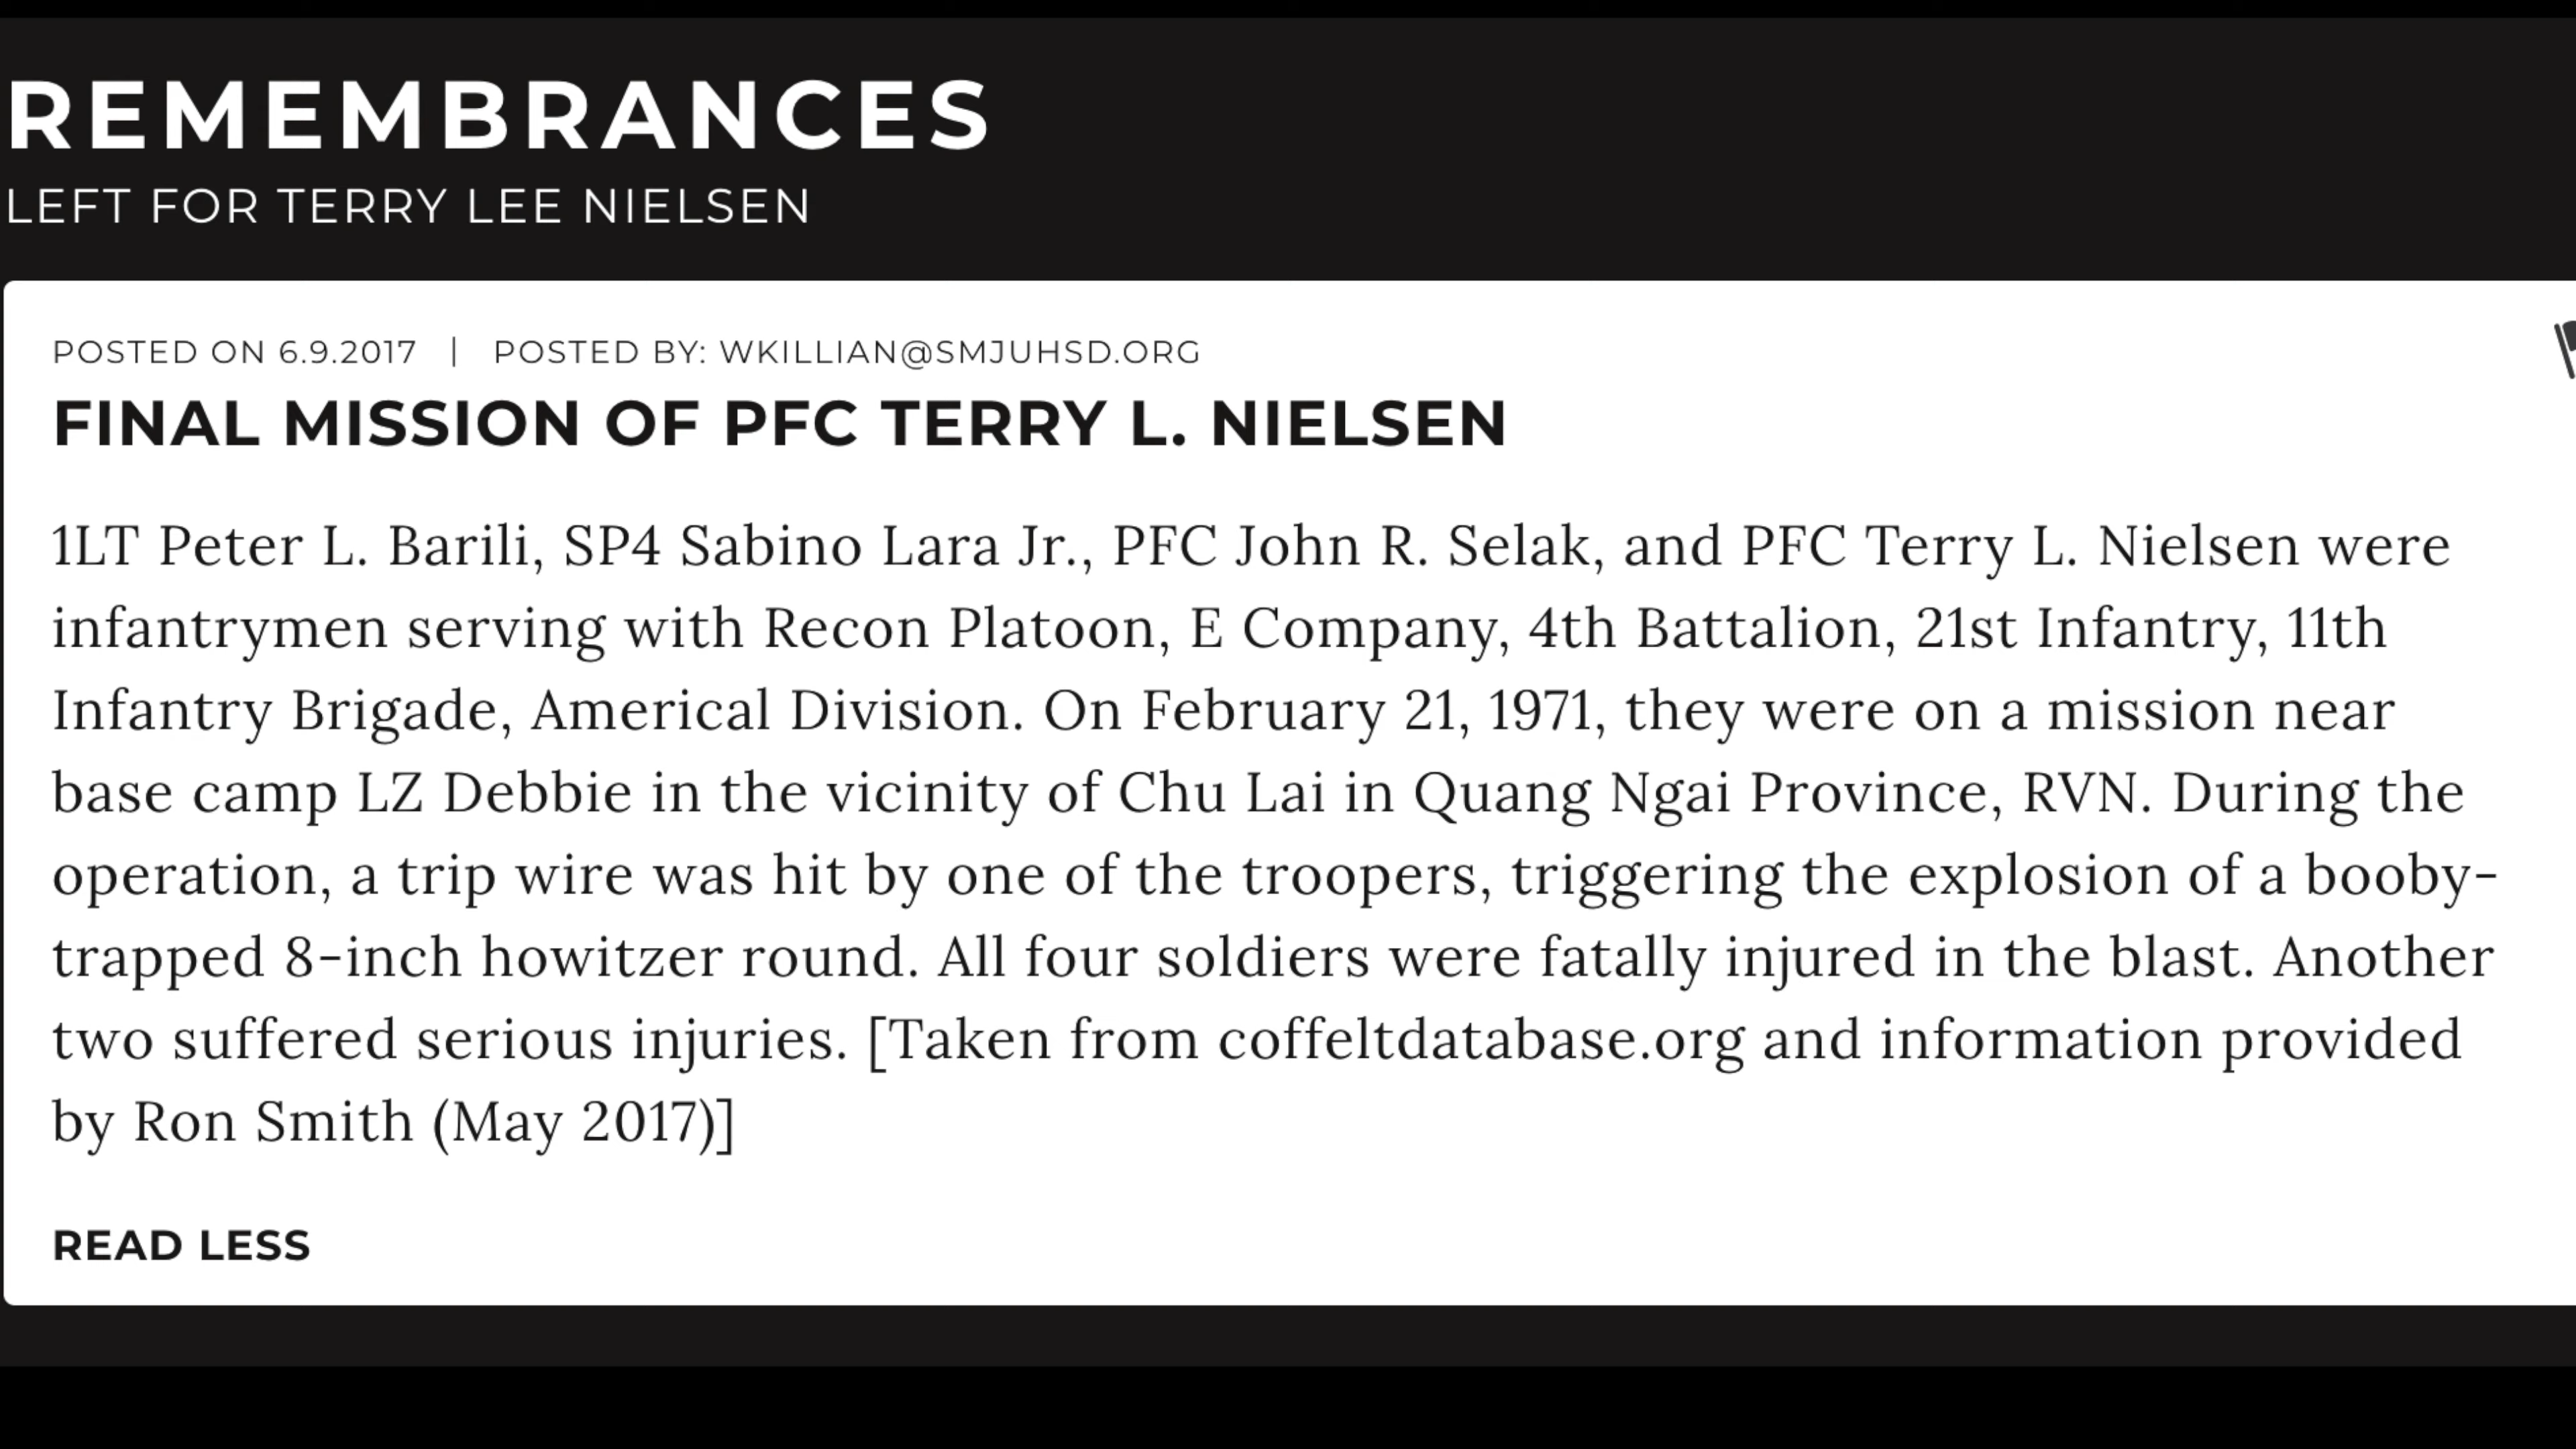 REMEMBRANCES
LEFT FOR TERRY LEE NIELSEN
POSTED ON 6.9.2017 | POSTED BY: WKILLIAN@SMJUHSD.ORG
FINAL MISSION OF PFC TERRY L. NIELSEN
1LT Peter L. Barili, SP4 Sabino Lara Jr., PFC John R. Selak, and PFC Terry L. Nielsen were
infantrymen serving with Recon Platoon, E Company, 4th Battalion, 21st Infantry, 11th
Infantry Brigade, Americal Division. On February 21, 1971, they were on a mission near
base camp LZ Debbie in the vicinity of Chu Lai in Quang Ngai Province, RVN. During the
operation, a trip wire was hit by one of the troopers, triggering the explosion of a booby-
trapped 8-inch howitzer round. All four soldiers were fatally injured in the blast. Another
two suffered serious injuries. [Taken from coffeltdatabase.org and information provided
by Ron Smith (May 2017)]
READ LESS